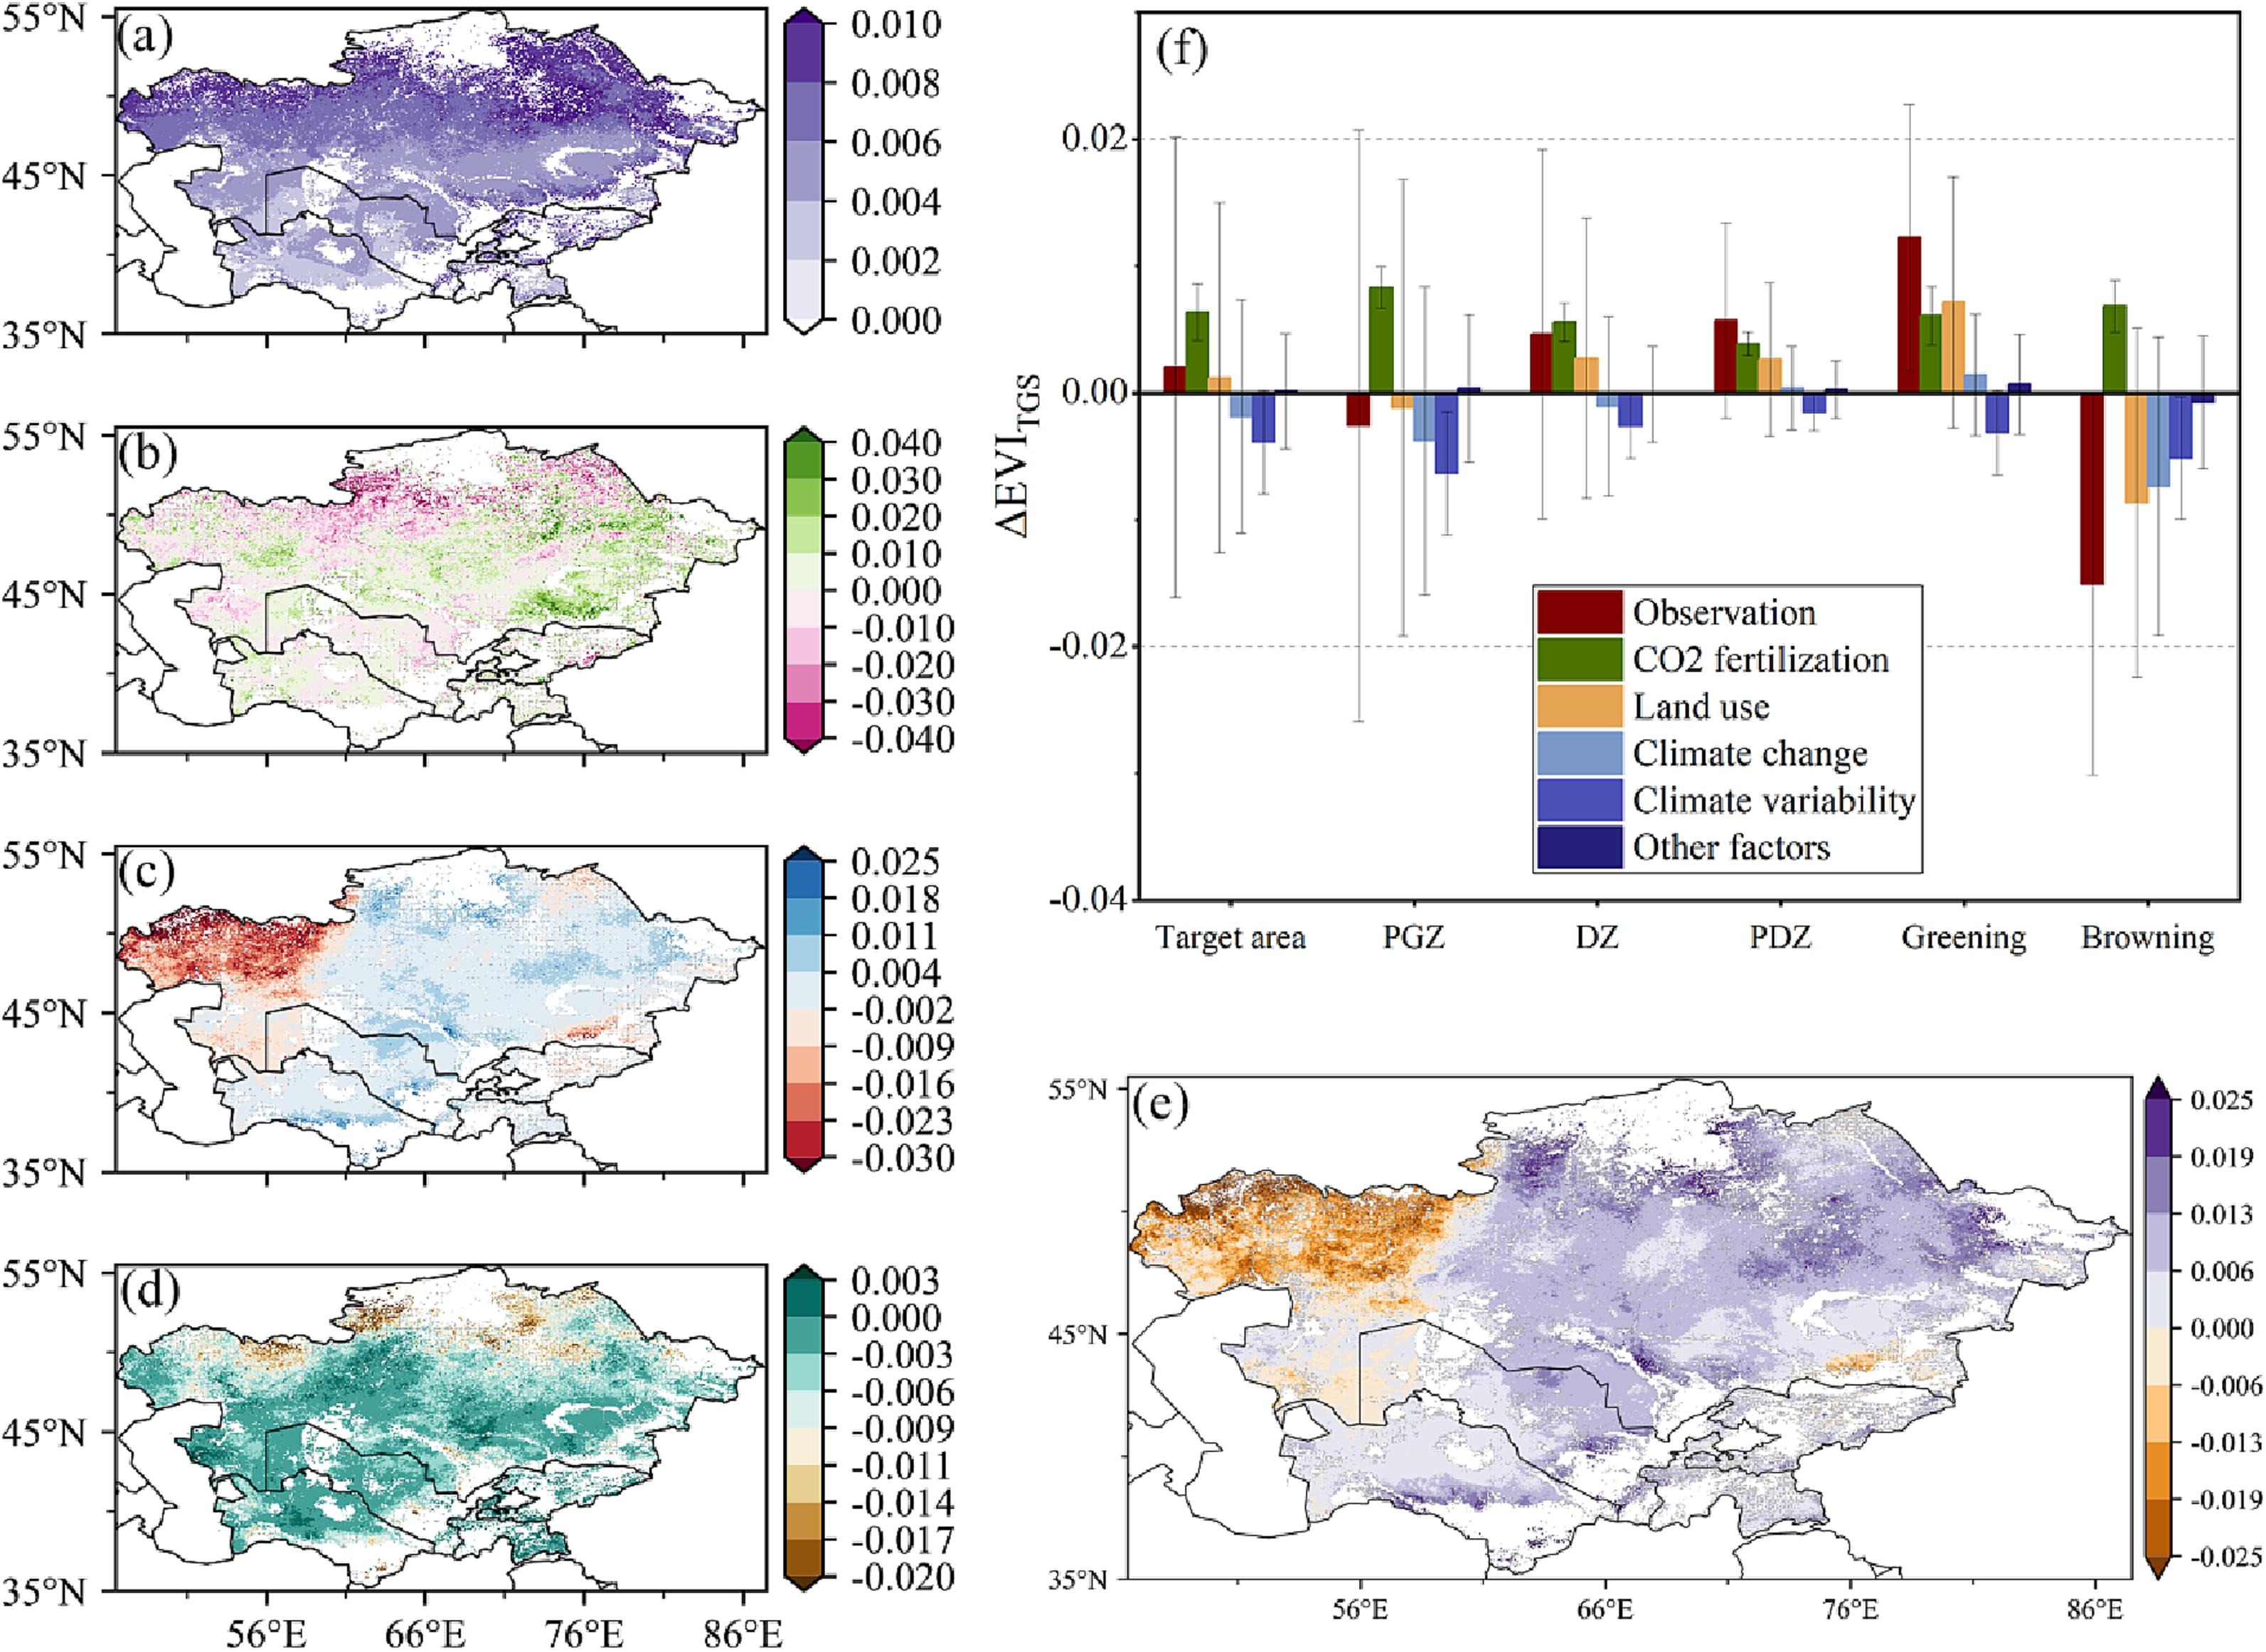 (a)
55°N
45°N
35°N
0.010
0.008
0.006
0.004
0.002
0.000
(b)
55°N
45°N
35°N
0.040
0.030
0.020
0.010
0.000
-0.010
-0.020
-0.030
-0.040
(c)
55°N
45°N
35°N
0.025
0.018
0.011
0.004
-0.002
-0.009
-0.016
-0.023
-0.030
(d)
55°N
45°N
35°N
56°E 66°E 76°E 86°E
0.003
0.000
-0.003
-0.006
-0.009
-0.011
-0.014
-0.017
-0.020
(f)
ΔEVI_TGS
0.02
0.00
-0.02
-0.04
Observation
CO2 fertilization
Land use
Climate change
Climate variability
Other factors
Target area PGZ DZ PDZ Greening Browning
(e)
55°N
45°N
35°N
56°E 66°E 76°E 86°E
0.025
0.019
0.013
0.006
0.000
-0.006
-0.013
-0.019
-0.025